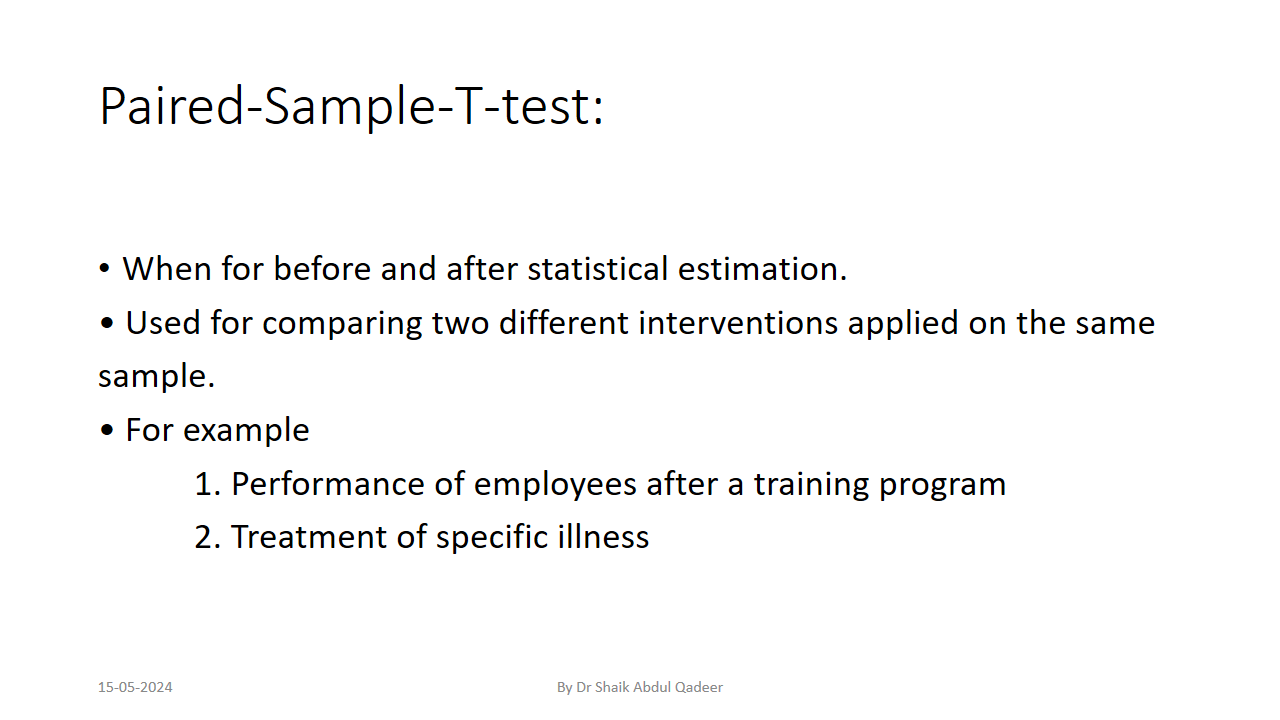 Paired-Sample-T-test:
• When for before and after statistical estimation.
• Used for comparing two different interventions applied on the same
sample.
• For example
1. Performance of employees after a training program
2. Treatment of specific illness
15-05-2024
By Dr Shaik Abdul Qadeer